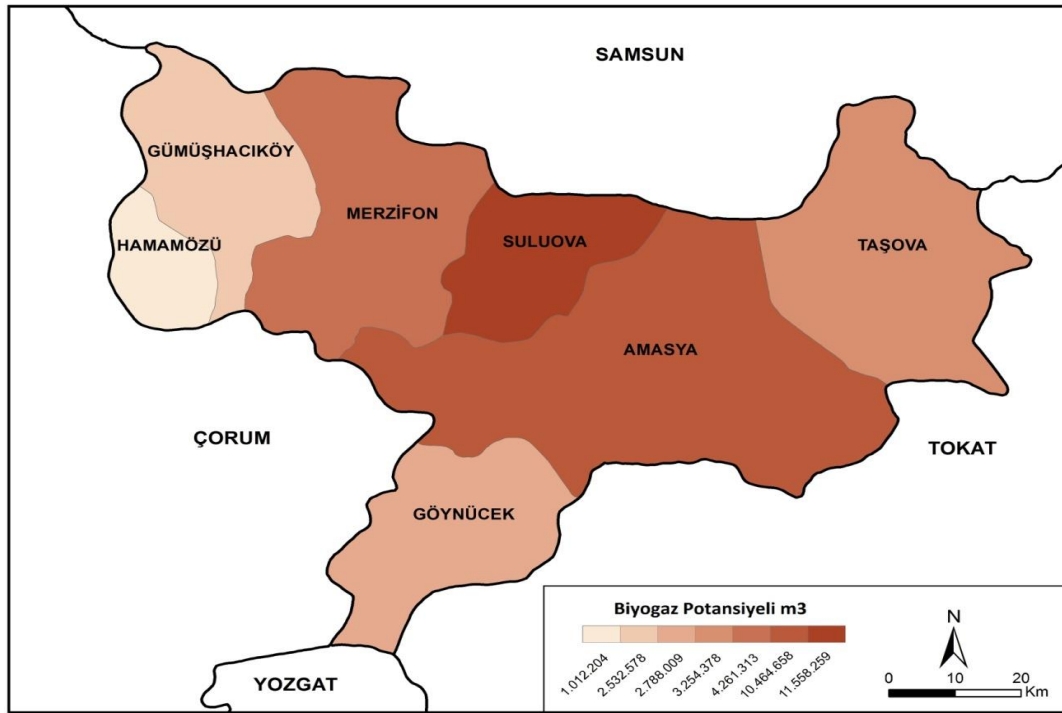 SAMSUN
GÜMÜŞHACIKÖY
MERZİFON
HAMAMÖZÜ
SULUOVA
TAŞOVA
AMASYA
ÇORUM
TOKAT
GÖYNÜCEK
YOZGAT
Biyogaz Potansiyeli m3
1.012.204
2.532.578
2.788.009
3.254.378
4.261.313
10.464.658
11.558.259
N
0 10 20
Km